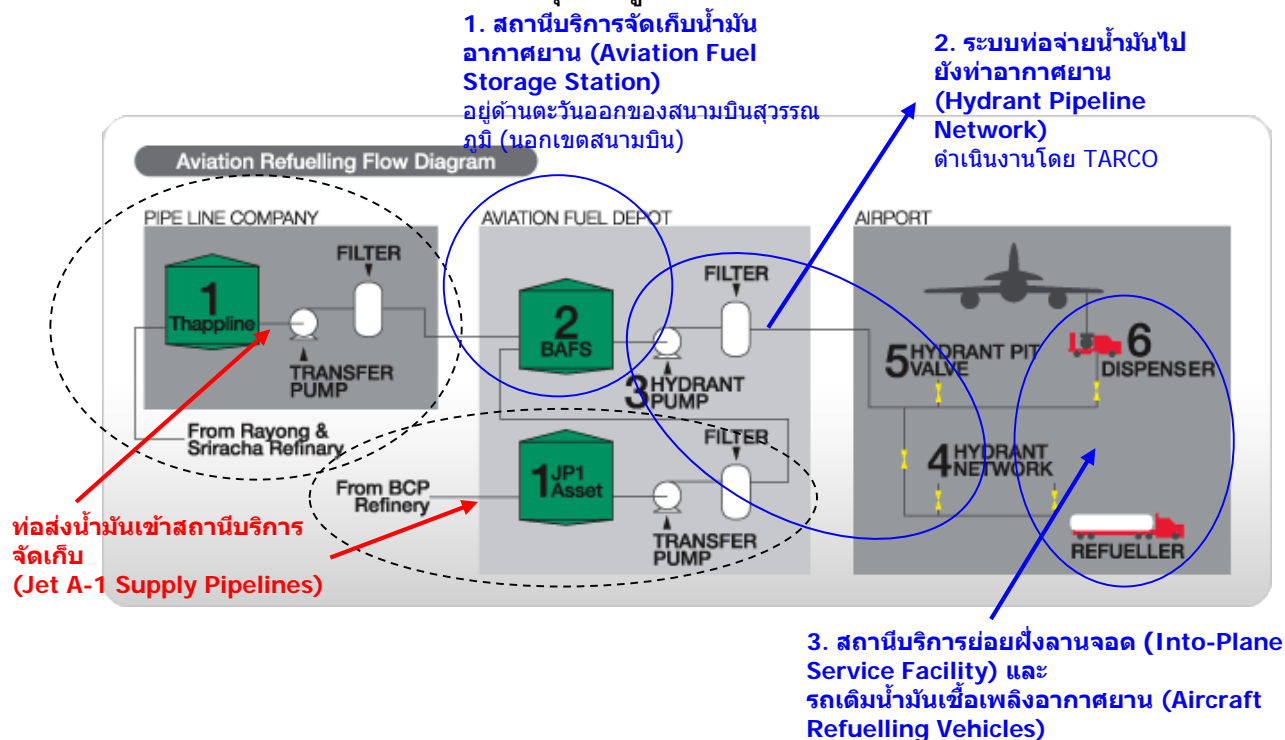 1. สถานีบริการจัดเก็บน้ำมัน
อากาศยาน (Aviation Fuel
Storage Station)
อยู่ด้านตะวันออกของสนามบินสุวรรณ
ภูมิ (นอกเขตสนามบิน)
2. ระบบท่อจ่ายน้ำมันไป
ยังท่าอากาศยาน
(Hydrant Pipeline
Network)
ดำเนินงานโดย TARCO
Aviation Refuelling Flow Diagram
PIPE LINE COMPANY
AVIATION FUEL DEPOT
AIRPORT
FILTER
1
Thappline
TRANSFER
PUMP
From Rayong &
Sriracha Refinary
2
BAFS
FILTER
3 HYDRANT
PUMP
From BCP
Refinery
1 JP1
Asset
FILTER
TRANSFER
PUMP
5 HYDRANT PIT
VALVE
6
DISPENSER
4 HYDRANT
NETWORK
REFUELLER
ท่อส่งน้ำมันเข้าสถานีบริการ
จัดเก็บ
(Jet A-1 Supply Pipelines)
3. สถานีบริการย่อยฝั่งลานจอด (Into-Plane
Service Facility) และ
รถเติมน้ำมันเชื้อเพลิงอากาศยาน (Aircraft
Refuelling Vehicles)